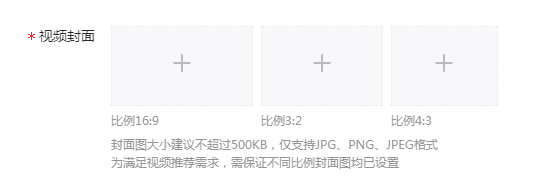 * 视频封面
比例16:9
比例3:2
比例4:3
封面图大小建议不超过500KB，仅支持JPG、PNG、JPEG格式
为满足视频推荐需求，需保证不同比例封面图均已设置